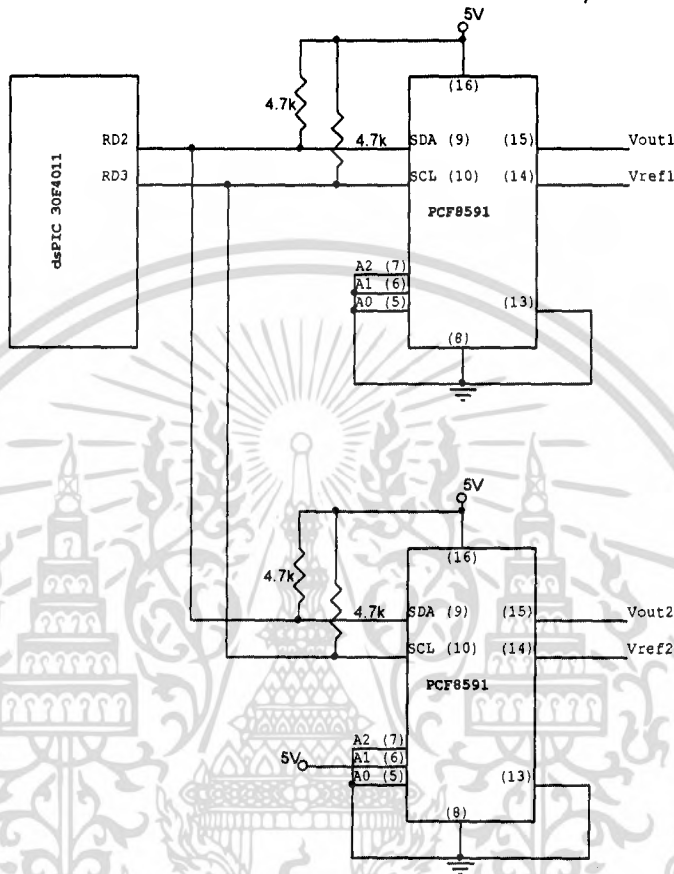 5V
(16)
4.7k
RD2
4.7k
SDA (9)
(15)
Vout1
RD3
SCL (10)
(14)
Vref1
dsPIC 30F4011
PCF8591
A2 (7)
A1 (6)
A0 (5)
(13)
(8)
5V
(16)
4.7k
4.7k
SDA (9)
(15)
Vout2
SCL (10)
(14)
Vref2
PCF8591
A2 (7)
5V
A1 (6)
A0 (5)
(13)
(8)